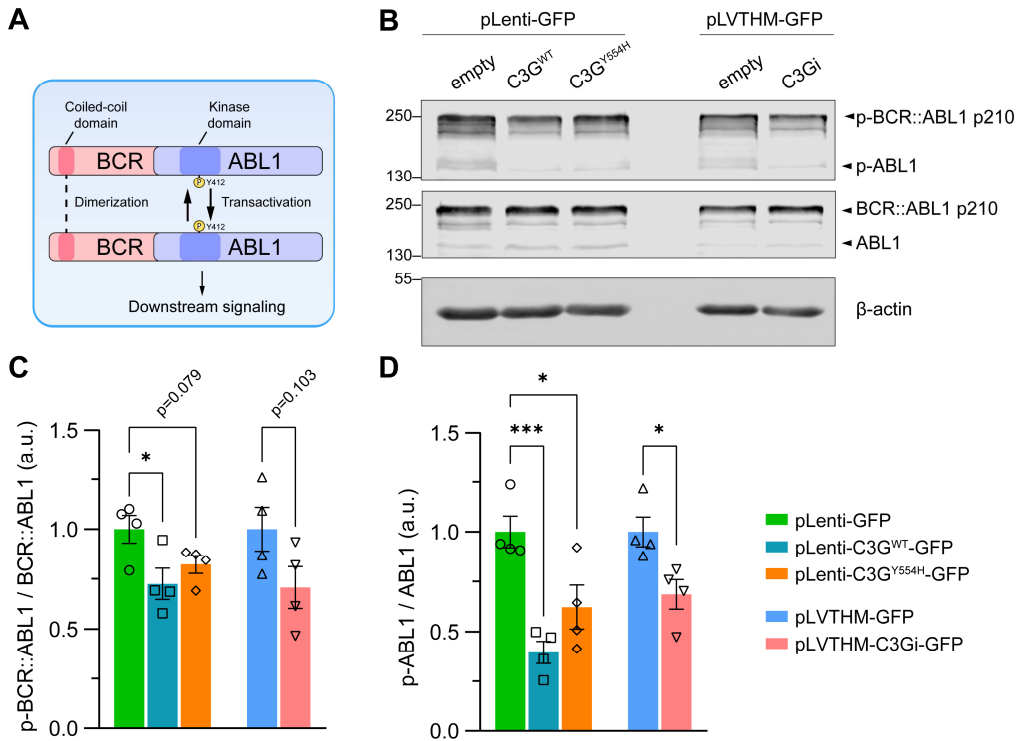 A
Coiled-coil
domain
Kinase
domain
BCR
ABL1
P
Y412
Dimerization
Transactivation
P
Y412
BCR
ABL1
Downstream signaling
B
pLenti-GFP
pLVTHM-GFP
empty
C3G^WT
C3G^Y554H
empty
C3Gi
250
130
p-BCR::ABL1 p210
p-ABL1
250
130
BCR::ABL1 p210
ABL1
55
β-actin
C
p-BCR::ABL1 / BCR::ABL1 (a.u.)
1.5
1.0
0.5
0.0
*
p=0.079
p=0.103
D
p-ABL1 / ABL1 (a.u.)
1.5
1.0
0.5
0.0
***
*
*
pLenti-GFP
pLenti-C3G^WT-GFP
pLenti-C3G^Y554H-GFP
pLVTHM-GFP
pLVTHM-C3Gi-GFP